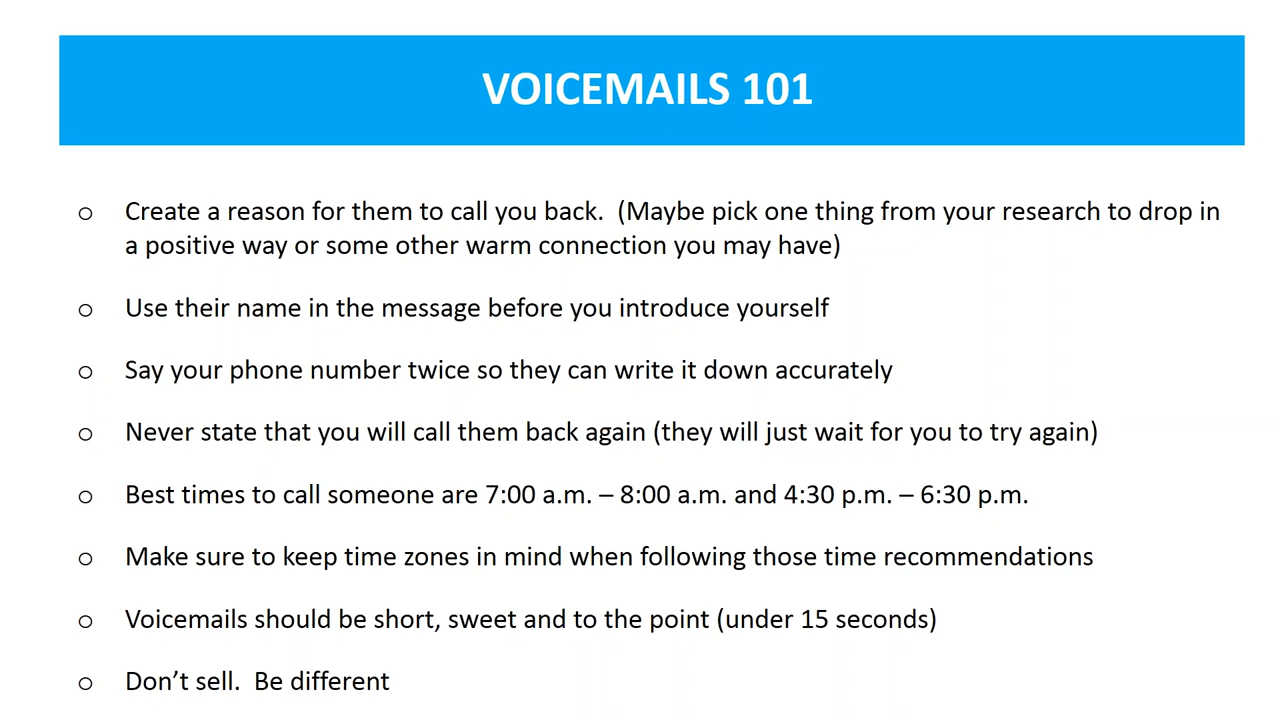 VOICEMAILS 101
o Create a reason for them to call you back.  (Maybe pick one thing from your research to drop in
a positive way or some other warm connection you may have)
o Use their name in the message before you introduce yourself
o Say your phone number twice so they can write it down accurately
o Never state that you will call them back again (they will just wait for you to try again)
o Best times to call someone are 7:00 a.m. – 8:00 a.m. and 4:30 p.m. – 6:30 p.m.
o Make sure to keep time zones in mind when following those time recommendations
o Voicemails should be short, sweet and to the point (under 15 seconds)
o Don’t sell.  Be different